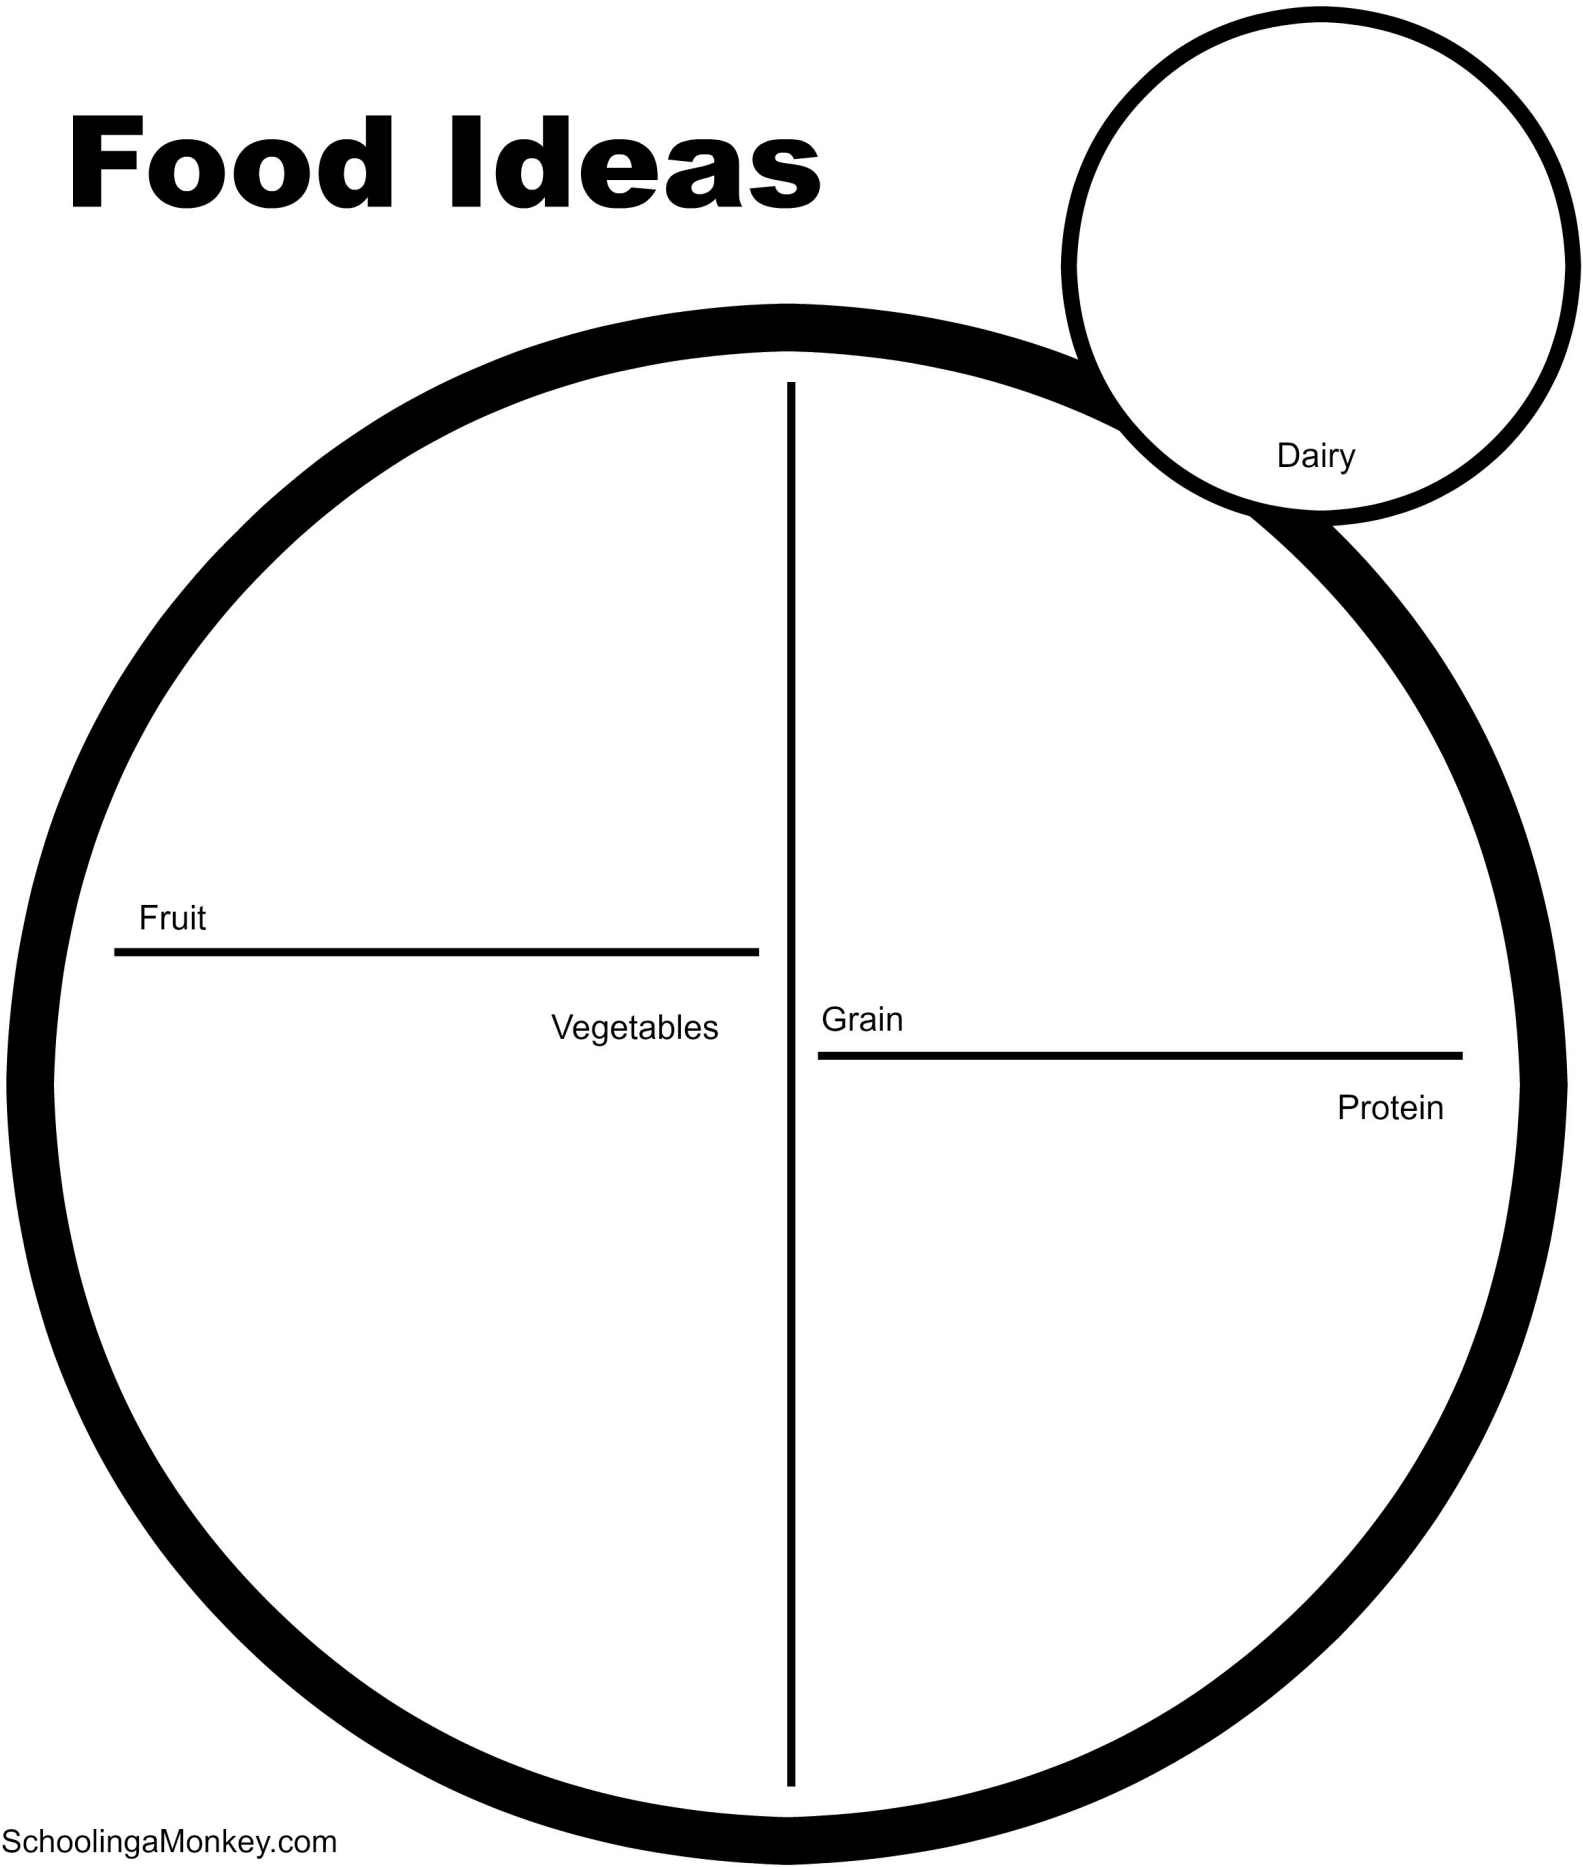 Food Ideas
Dairy
Fruit
Vegetables
Grain
Protein
SchoolingaMonkey.com